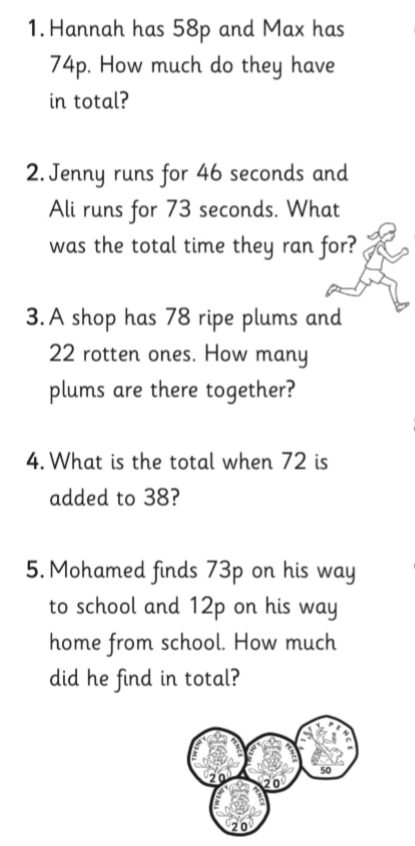 1. Hannah has 58p and Max has
74p. How much do they have
in total?
2. Jenny runs for 46 seconds and
Ali runs for 73 seconds. What
was the total time they ran for?
3. A shop has 78 ripe plums and
22 rotten ones. How many
plums are there together?
4. What is the total when 72 is
added to 38?
5. Mohamed finds 73p on his way
to school and 12p on his way
home from school. How much
did he find in total?
TWENTY PENCE
20
TWENTY PENCE
20
FIFTY PENCE
50
TWENTY PENCE
20